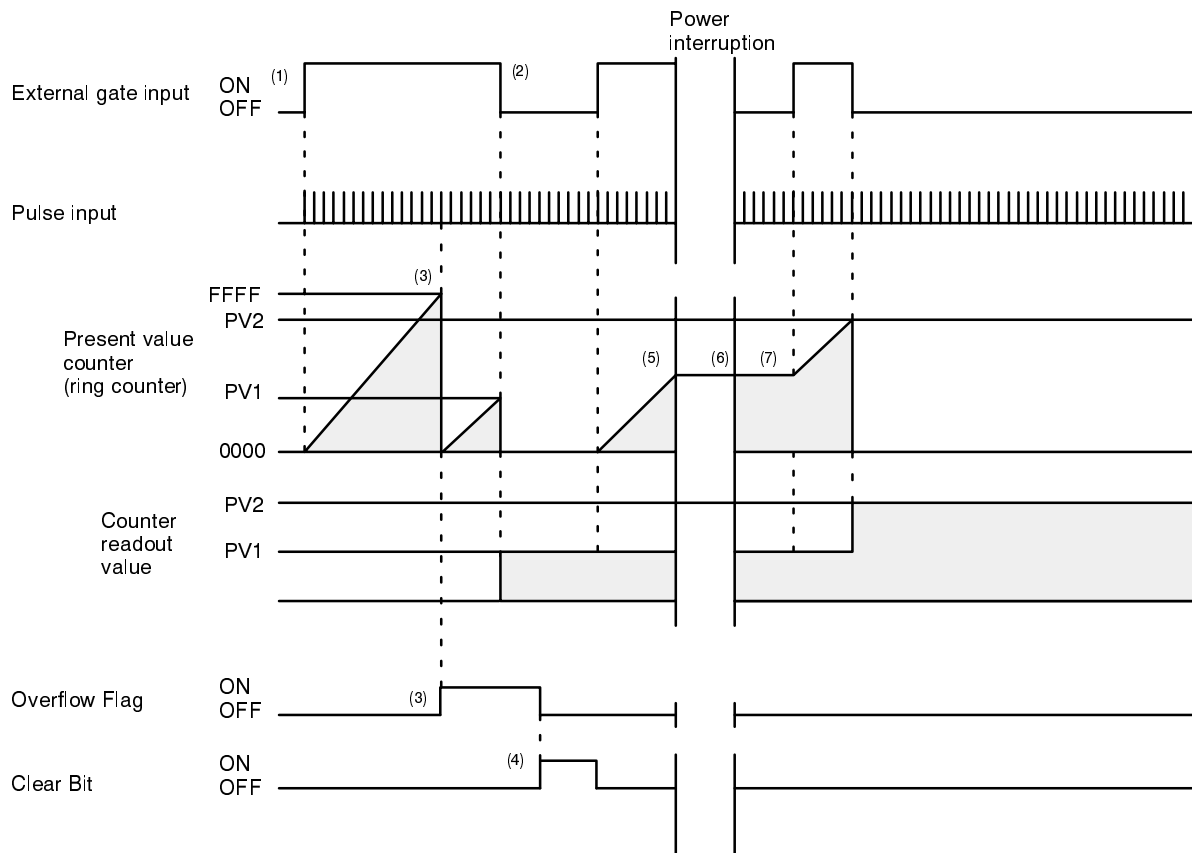 Power
interruption
External gate input
ON
OFF
(1)
(2)
Pulse input
(3)
FFFF
PV2
Present value
counter
(ring counter)
PV1
0000
(5)
(6)
(7)
Counter
readout
value
PV2
PV1
Overflow Flag
ON
OFF
(3)
Clear Bit
ON
OFF
(4)